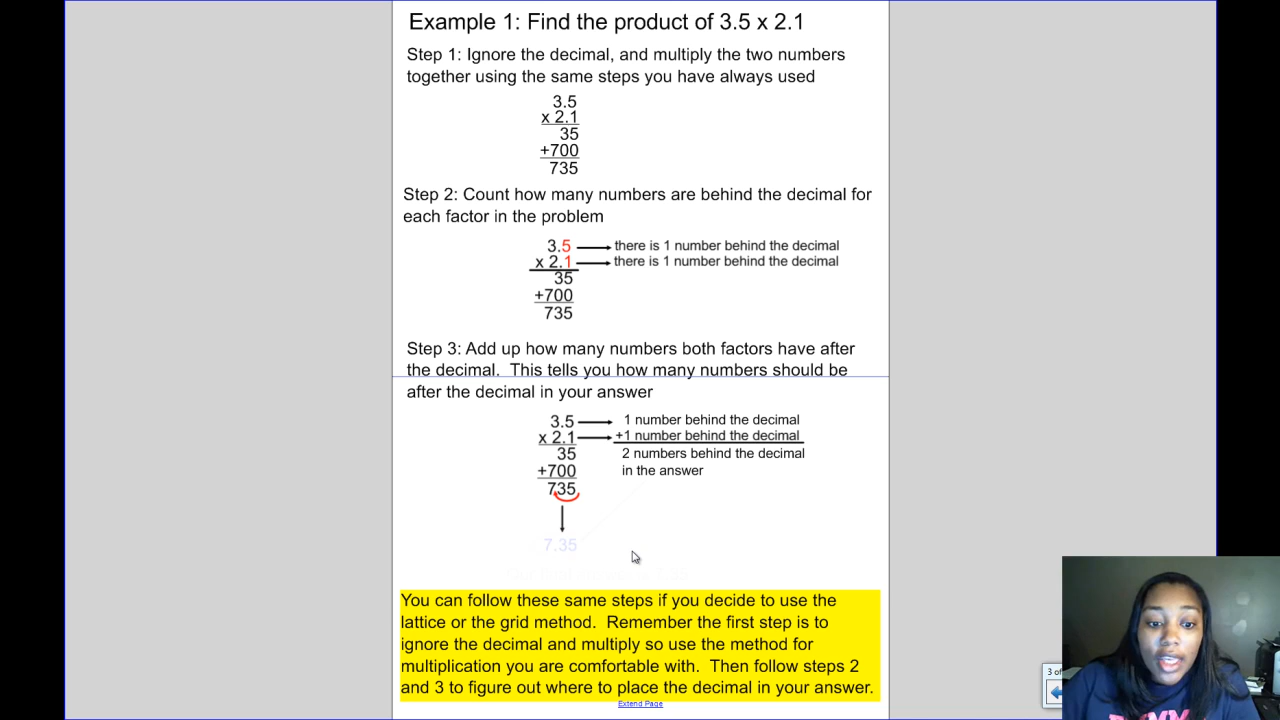 Example 1: Find the product of 3.5 x 2.1
Step 1: Ignore the decimal, and multiply the two numbers
together using the same steps you have always used
3.5
x 2.1
35
+700
735
Step 2: Count how many numbers are behind the decimal for
each factor in the problem
3.5 there is 1 number behind the decimal
x 2.1 there is 1 number behind the decimal
35
+700
735
Step 3: Add up how many numbers both factors have after
the decimal. This tells you how many numbers should be
after the decimal in your answer
3.5 1 number behind the decimal
x 2.1 +1 number behind the decimal
35 2 numbers behind the decimal
+700 in the answer
735
7.35
You can follow these same steps if you decide to use the
lattice or the grid method. Remember the first step is to
ignore the decimal and multiply so use the method for
multiplication you are comfortable with. Then follow steps 2
and 3 to figure out where to place the decimal in your answer.
Extend Page
3 of